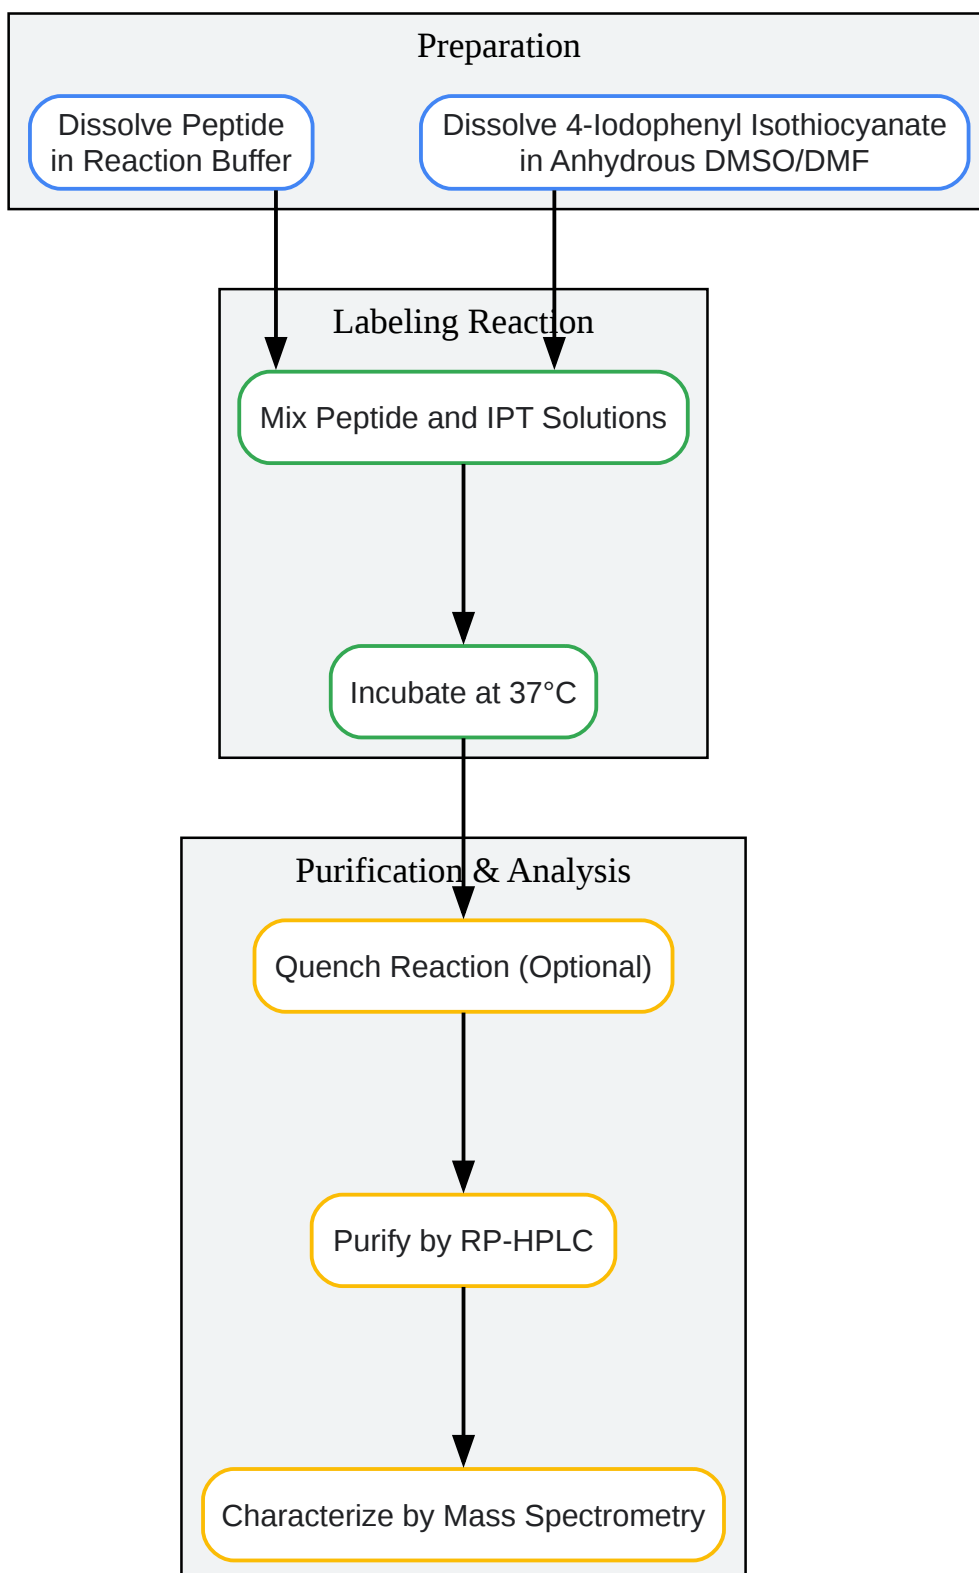 Preparation
Dissolve Peptide
in Reaction Buffer
Dissolve 4-Iodophenyl Isothiocyanate
in Anhydrous DMSO/DMF
Labeling Reaction
Mix Peptide and IPT Solutions
Incubate at 37°C
Purification & Analysis
Quench Reaction (Optional)
Purify by RP-HPLC
Characterize by Mass Spectrometry